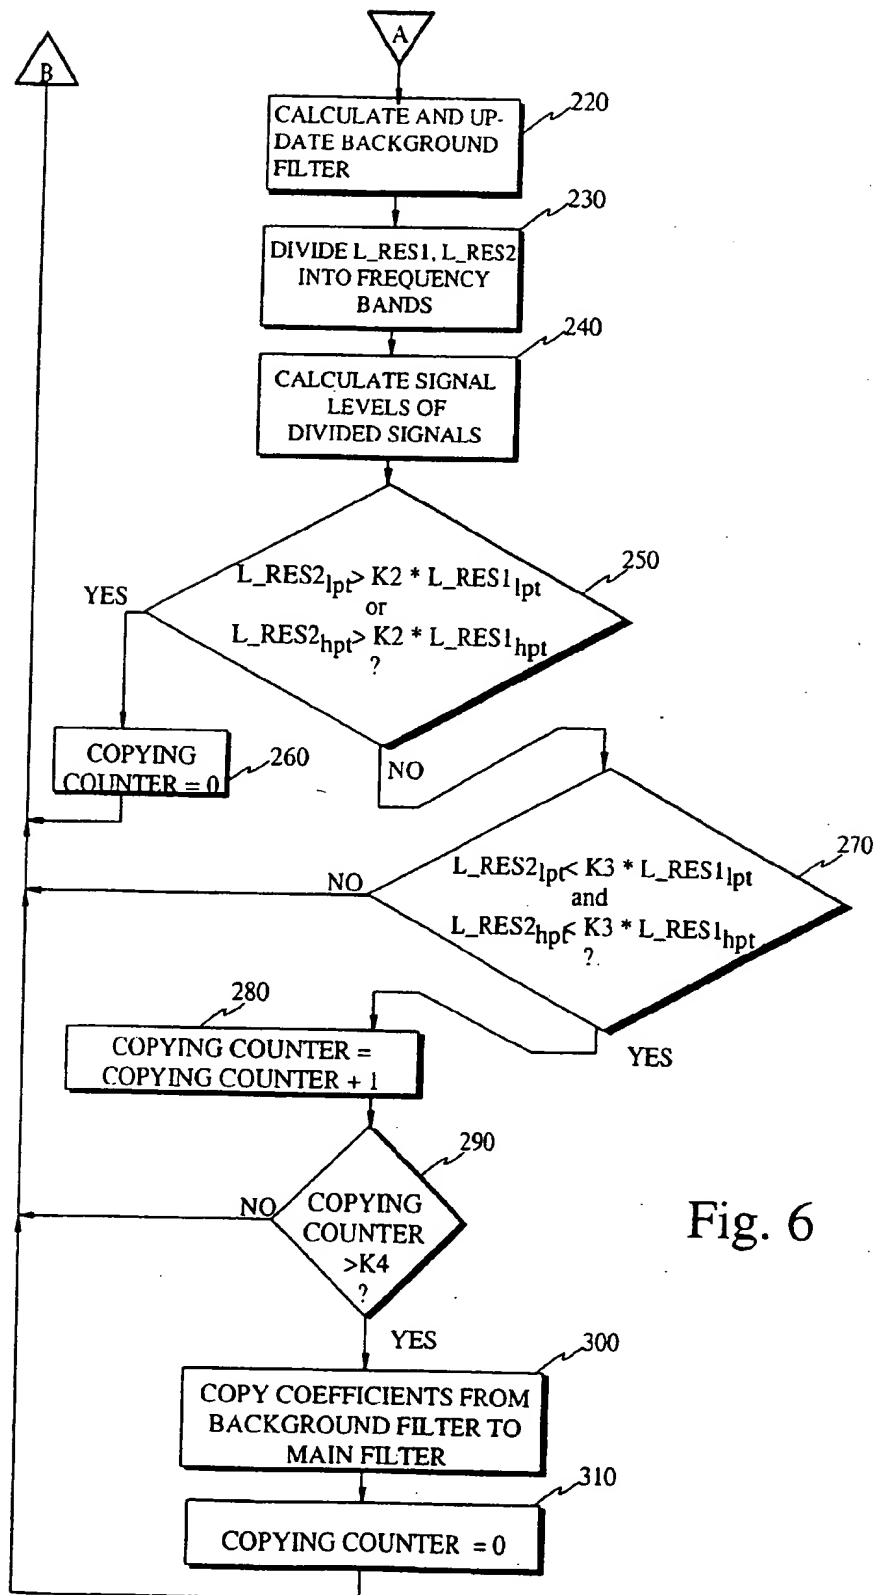 A
B
220
CALCULATE AND UP-
DATE BACKGROUND
FILTER
230
DIVIDE L_RES1, L_RES2
INTO FREQUENCY
BANDS
240
CALCULATE SIGNAL
LEVELS OF
DIVIDED SIGNALS
250
L_RES2lpt> K2 * L_RES1lpt
or
L_RES2hpt> K2 * L_RES1hpt
?
YES
COPYING
COUNTER = 0
260
NO
270
L_RES2lpt< K3 * L_RES1lpt
and
L_RES2hpt< K3 * L_RES1hpt
?
NO
YES
280
COPYING COUNTER =
COPYING COUNTER + 1
290
NO
COPYING
COUNTER
>K4
?
Fig. 6
YES
300
COPY COEFFICIENTS FROM
BACKGROUND FILTER TO
MAIN FILTER
310
COPYING COUNTER = 0